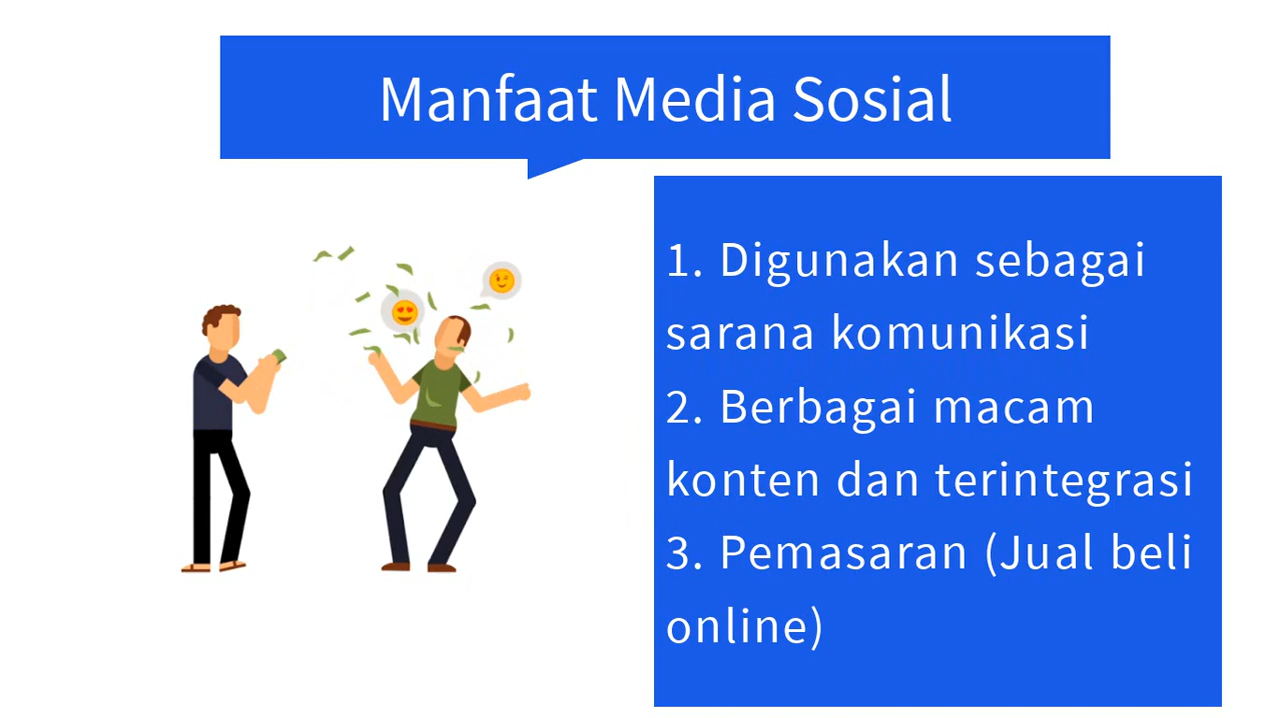 Manfaat Media Sosial
1. Digunakan sebagai
sarana komunikasi
2. Berbagai macam
konten dan terintegrasi
3. Pemasaran (Jual beli
online)